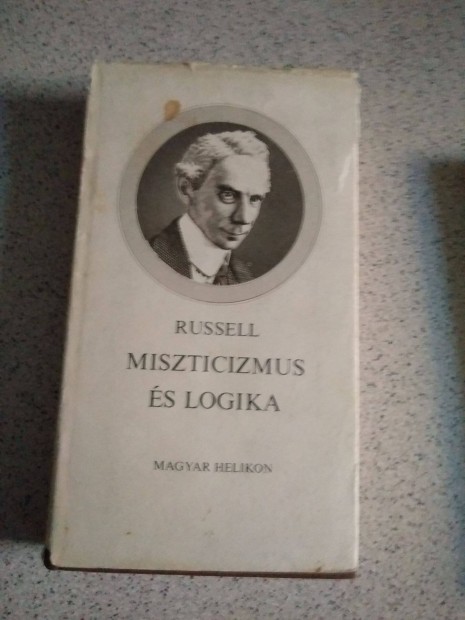 RUSSELL
MISZTICIZMUS
ÉS LOGIKA
MAGYAR HELIKON